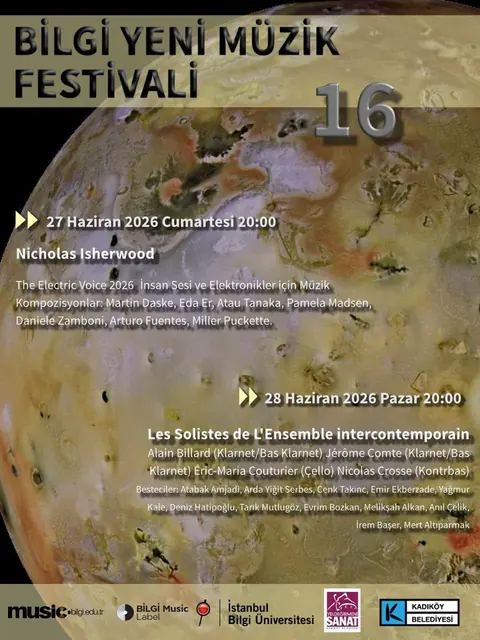 BİLGİ YENİ MÜZİK
FESTİVALİ
16
27 Haziran 2026 Cumartesi 20:00
Nicholas Isherwood
The Electric Voice 2026 İnsan Sesi ve Elektronikler için Müzik
Kompozisyonlar: Martin Daske, Eda Er, Atau Tanaka, Pamela Madsen,
Daniele Zamboni, Arturo Fuentes, Miller Puckette.
28 Haziran 2026 Pazar 20:00
Les Solistes de L'Ensemble intercontemporain
Alain Billard (Klarnet/Bas Klarnet) Jérôme Comte (Klarnet/Bas
Klarnet) Éric-Maria Couturier (Çello) Nicolas Crosse (Kontrbas)
Besteciler: Atabak Amjadi, Arda Yiğit Serbes, Cenk Takınc, Emir Ekberzade, Yağmur
Kale, Deniz Hatipoğlu, Tarık Mutlugöz, Evrim Bozkan, Melikşah Alkan, Anıl Çelik,
İrem Başer, Mert Altıparmak
music.bilgi.edu.tr
BİLGİ Music
Label
İstanbul
Bilgi Üniversitesi
YELDEĞİRMENİ
SANAT
K
KADIKÖY
BELEDİYESİ